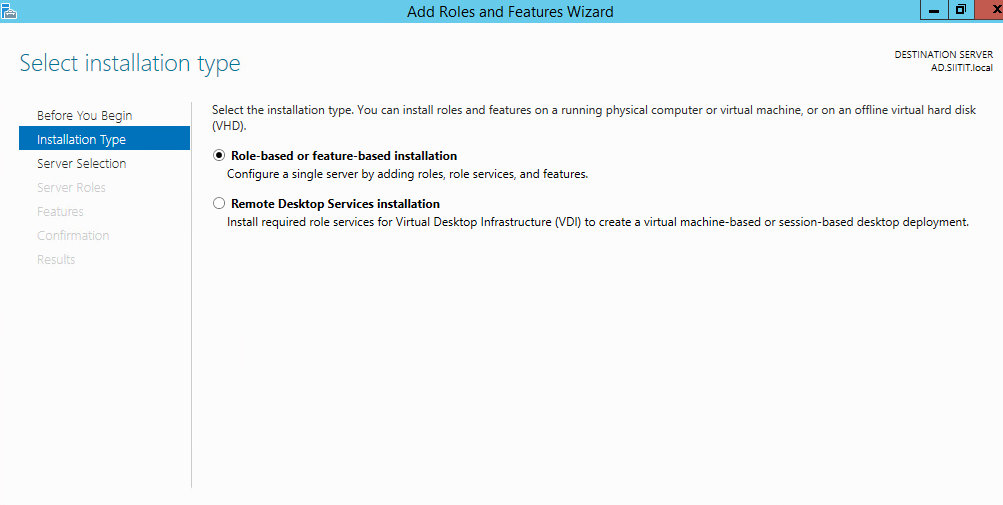 Add Roles and Features Wizard
Select installation type
DESTINATION SERVER
AD.SIITIT.local
Before You Begin
Installation Type
Server Selection
Server Roles
Features
Confirmation
Results
Select the installation type. You can install roles and features on a running physical computer or virtual machine, or on an offline virtual hard disk
(VHD).
Role-based or feature-based installation
Configure a single server by adding roles, role services, and features.
Remote Desktop Services installation
Install required role services for Virtual Desktop Infrastructure (VDI) to create a virtual machine-based or session-based desktop deployment.